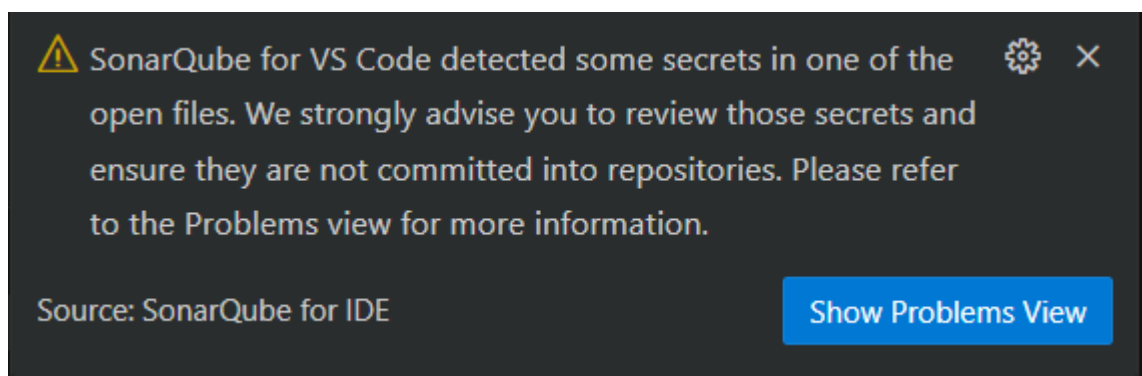 SonarQube for VS Code detected some secrets in one of the
open files. We strongly advise you to review those secrets and
ensure they are not committed into repositories. Please refer
to the Problems view for more information.
Source: SonarQube for IDE
Show Problems View